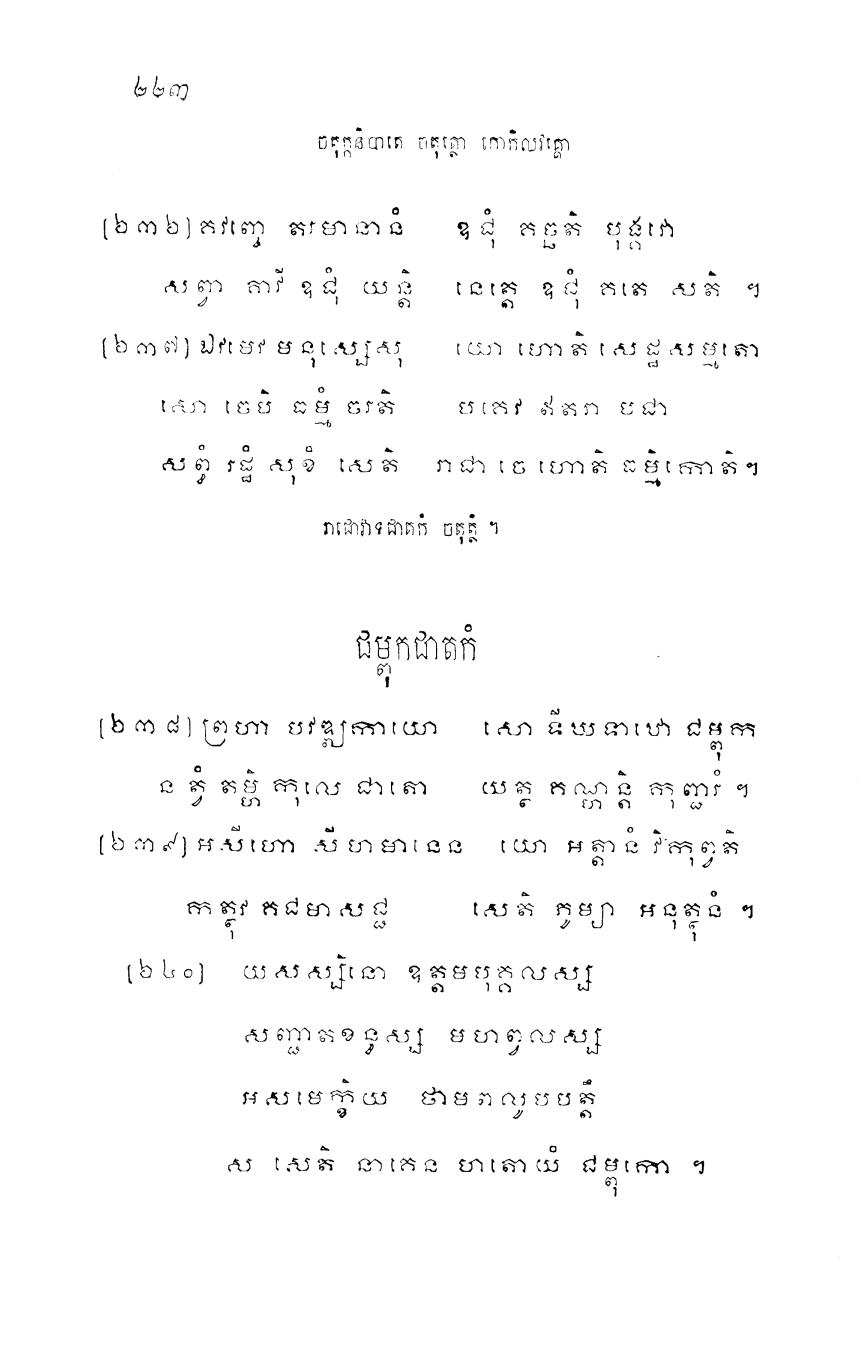 ២២៣
ចតុក្កនិបាតេ ចតុត្ថោ កោកិលវគ្គោ
[២៣៦] គវញ្ចេ តរមានានំ ឧជុំ គច្ឆតិ បុង្គវោ
សព្វា គាវី ឧជុំ យន្តិ នេត្តេ ឧជុំ គតេ សតិ ។
[២៣៧] ឯវមេវ មនុស្សេសុ យោ ហោតិ សេដ្ឋសម្មតោ
សោ ចេបិ ធម្មំ ចរតិ បគេវ ឥតរា បជា
សព្វំ រដ្ឋំ សុខំ សេតិ រាជា ចេ ហោតិ ធម្មិកោតិ។
រាជោវាទជាតកំ ចតុត្ថំ ។
ជម្ពុកជាតកំ
[២៣៨] ព្រហា បវឌ្ឍកាយោ សោ ទីឃទាឋោ ជម្ពុក
ន ត្វំ តម្ហិ កុលេ ជាតោ យត្ថ គណ្ហន្តិ កុញ្ជរំ ។
[២៣៩] អសីហោ សីហមានេន យោ អត្តានំ វិកុព្វតិ
កុត្ថុវ គជមាសជ្ជ សេតិ ភូម្យា អនុត្ថុនំ ។
[២៤០] យសស្សិនោ ឧត្តមបុគ្គលស្ស
សញ្ជាតខន្ធស្ស មហព្វលស្ស
អសមេក្ខិយ ថាមពលូបបត្តឹ
ស សេតិ នាគេន ហតោយំ ជម្ពុកោ ។